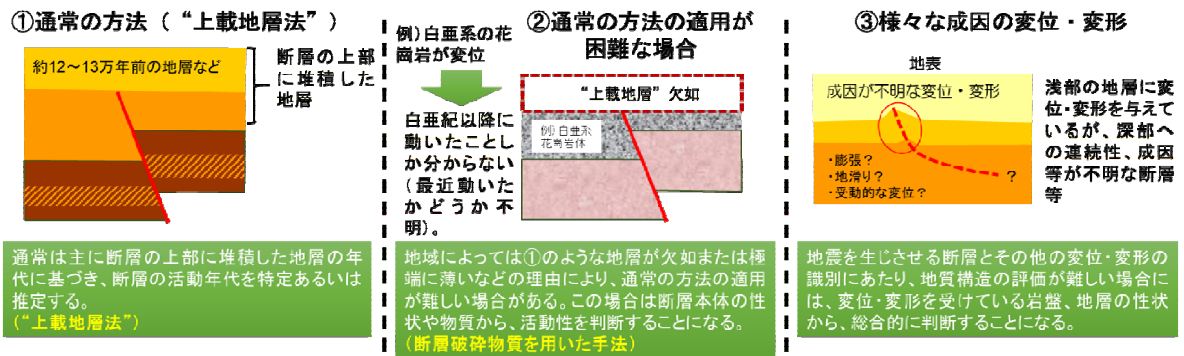 ①通常の方法（“上載地層法”）
約12～13万年前の地層など
断層の上部
に堆積した
地層
通常は主に断層の上部に堆積した地層の年
代に基づき、断層の活動年代を特定あるいは
推定する。
（“上載地層法”）
例）白亜系の花
崗岩が変位
白亜紀以降に
動いたことし
か分からない
（最近動いた
かどうか不
明）。
②通常の方法の適用が
困難な場合
“上載地層”欠如
例）白亜系
花崗岩体
地域によっては①のような地層が欠如または極
端に薄いなどの理由により、通常の方法の適用
が難しい場合がある。この場合は断層本体の性
状や物質から、活動性を判断することになる。
（断層破砕物質を用いた手法）
③様々な成因の変位・変形
地表
成因が不明な変位・変形
・膨張？
・地滑り？
・受動的な変位？
？
浅部の地層に変
位・変形を与えて
いるが、深部へ
の連続性、成因
等が不明な断層
等
地震を生じさせる断層とその他の変位・変形の
識別にあたり、地質構造の評価が難しい場合に
は、変位・変形を受けている岩盤、地層の性状
から、総合的に判断することになる。